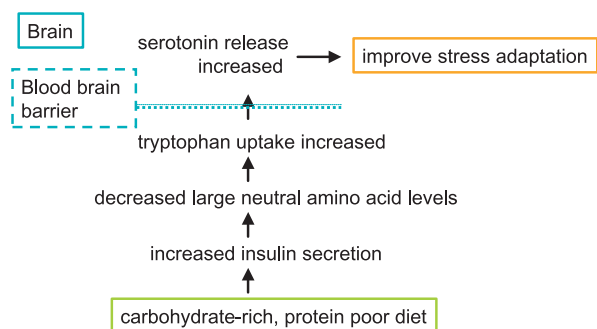 Brain
serotonin release
increased
improve stress adaptation
Blood brain
barrier
tryptophan uptake increased
decreased large neutral amino acid levels
increased insulin secretion
carbohydrate-rich, protein poor diet